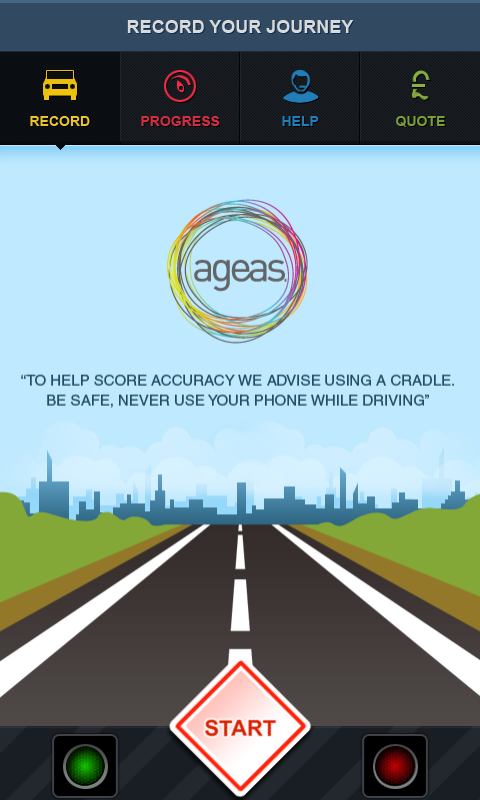 RECORD YOUR JOURNEY
RECORD PROGRESS HELP QUOTE
ageas.
“TO HELP SCORE ACCURACY WE ADVISE USING A CRADLE.
BE SAFE, NEVER USE YOUR PHONE WHILE DRIVING”
START